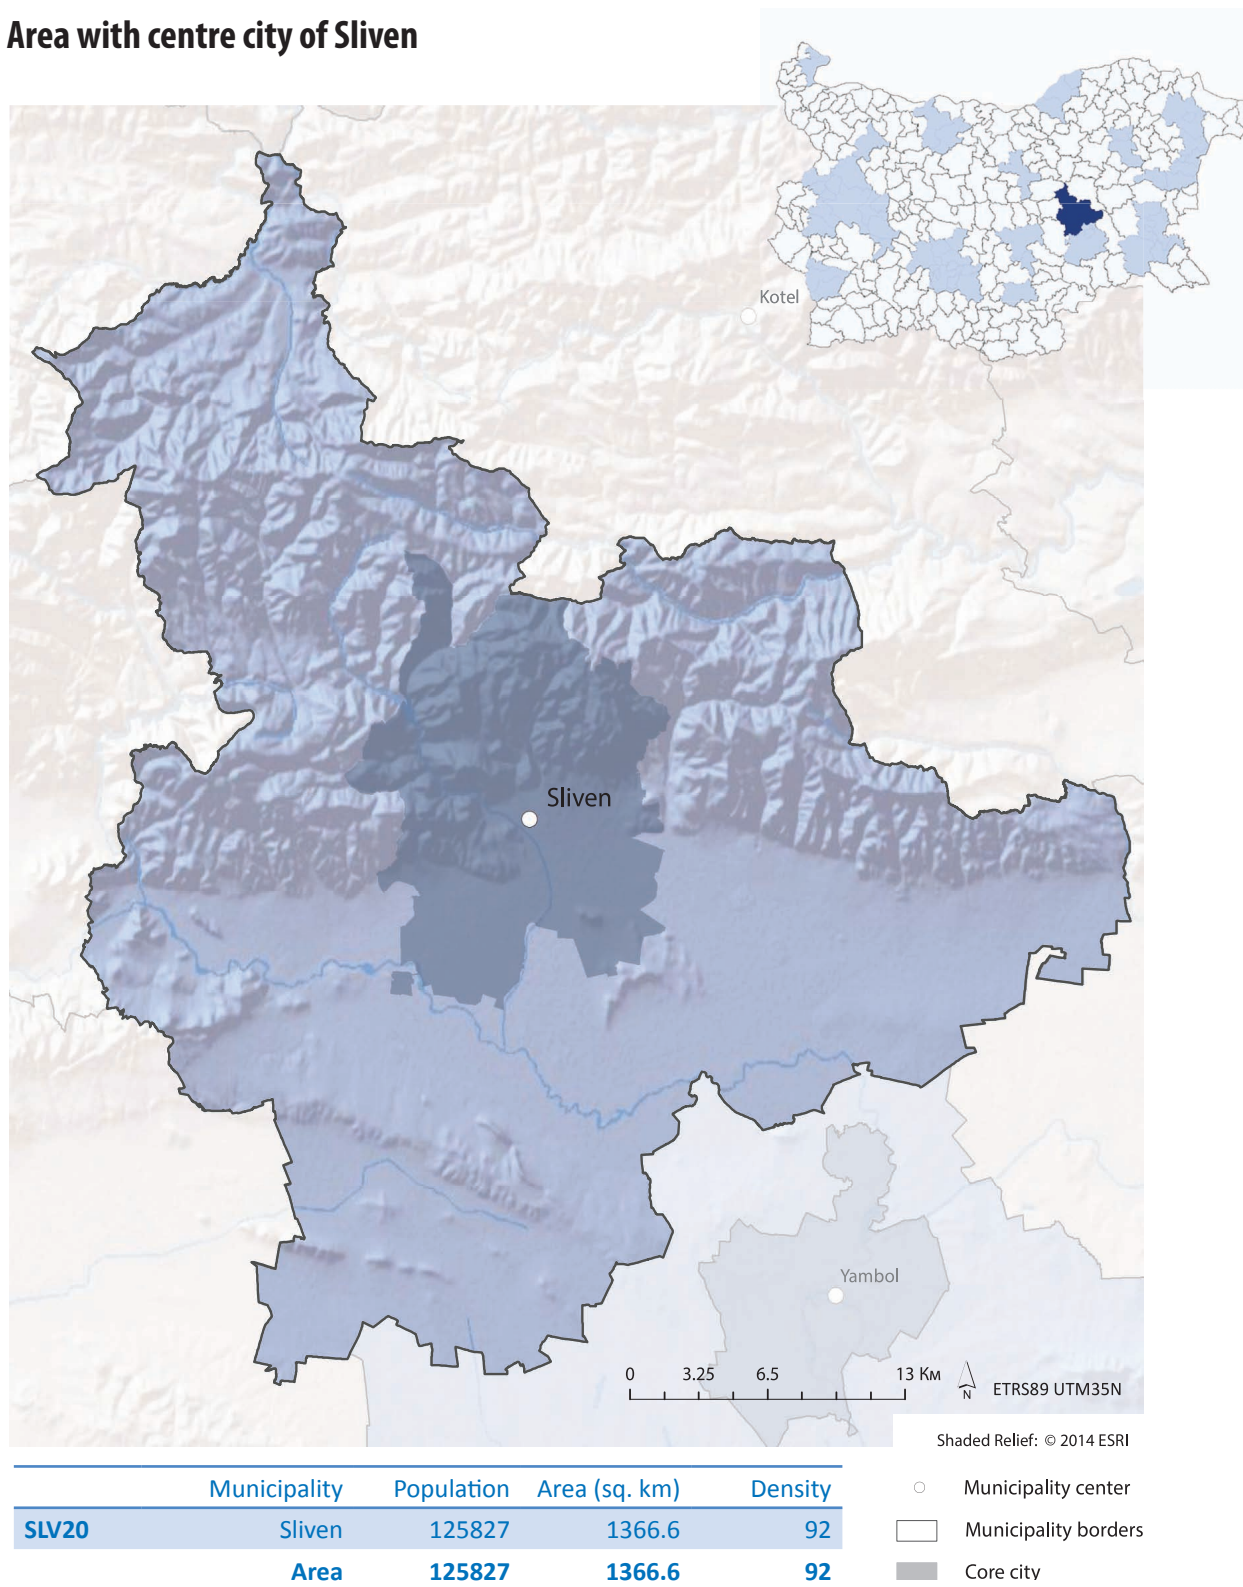 Area with centre city of Sliven
Kotel
Sliven
Yambol
0 3.25 6.5 13 Км
N
ETRS89 UTM35N
Shaded Relief: © 2014 ESRI
Municipality Population Area (sq. km) Density
SLV20 Sliven 125827 1366.6 92
Area 125827 1366.6 92
Municipality center
Municipality borders
Core city